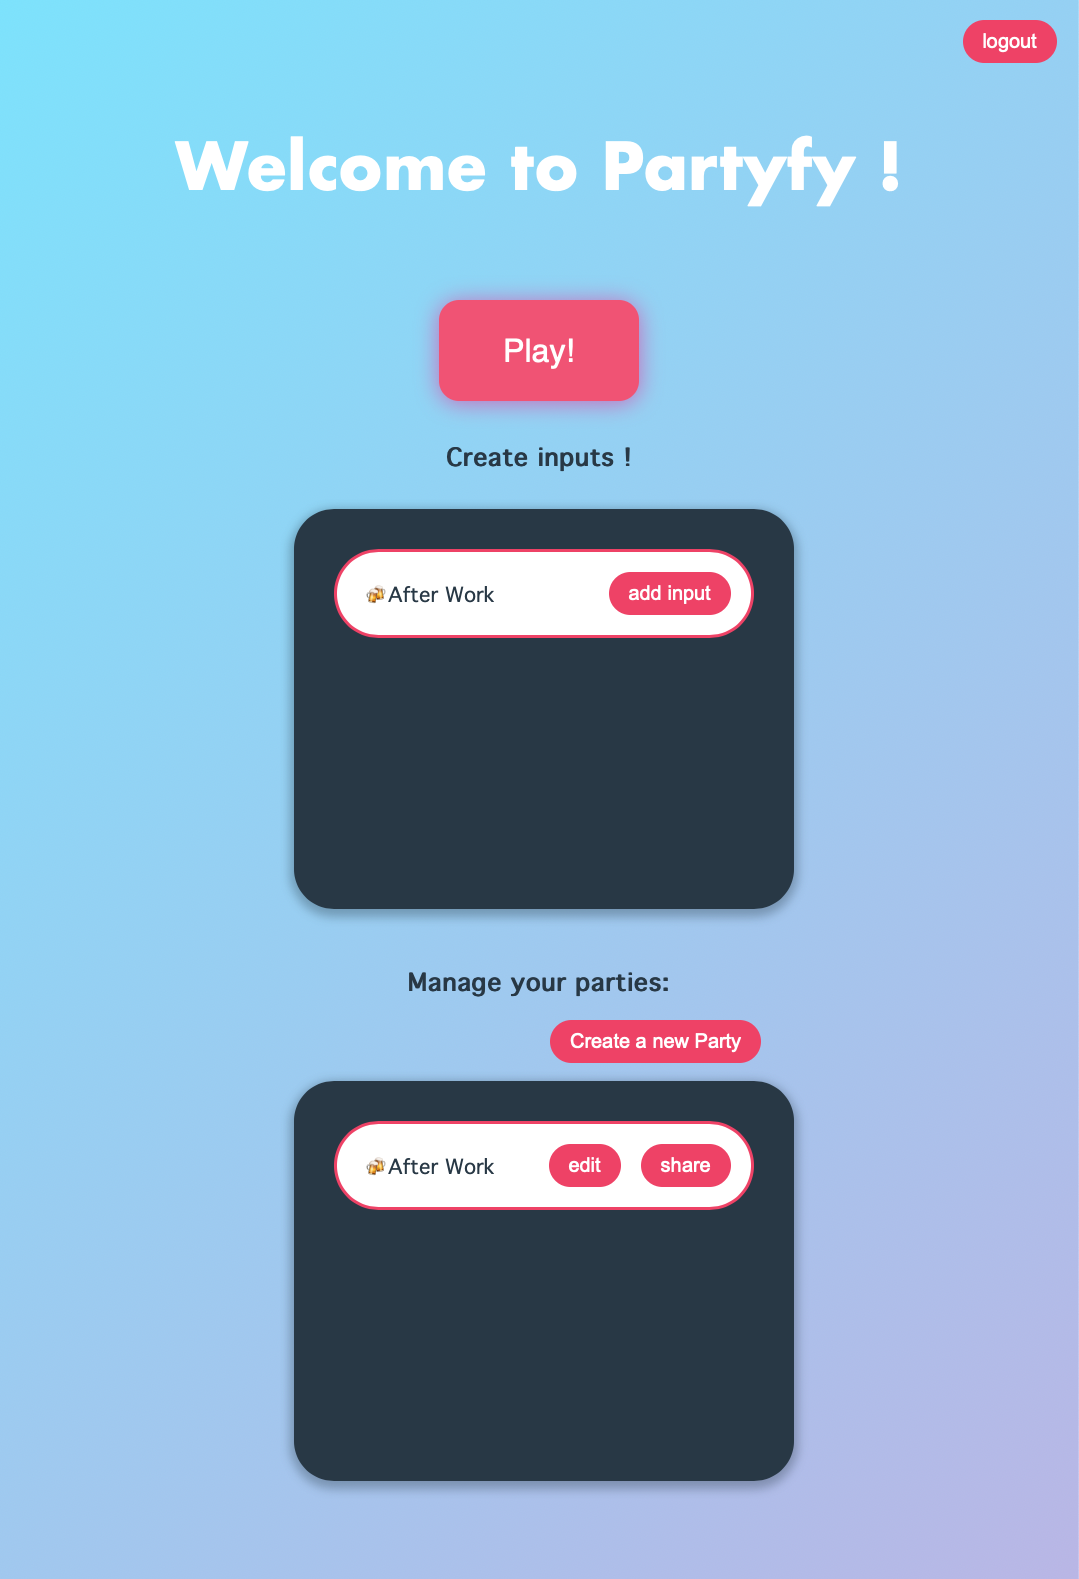 logout
Welcome to Partyfy !
Play!
Create inputs !
🍻After Work add input
Manage your parties:
Create a new Party
🍻After Work edit share